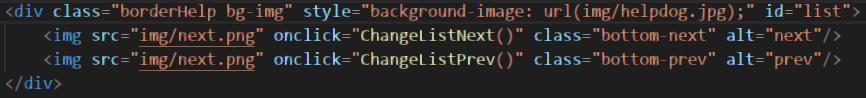 <div class="borderHelp bg-img" style="background-image: url(img/helpdog.jpg);" id="list">
<img src="img/next.png" onclick="ChangeListNext()" class="bottom-next" alt="next"/>
<img src="img/next.png" onclick="ChangeListPrev()" class="bottom-prev" alt="prev"/>
</div>